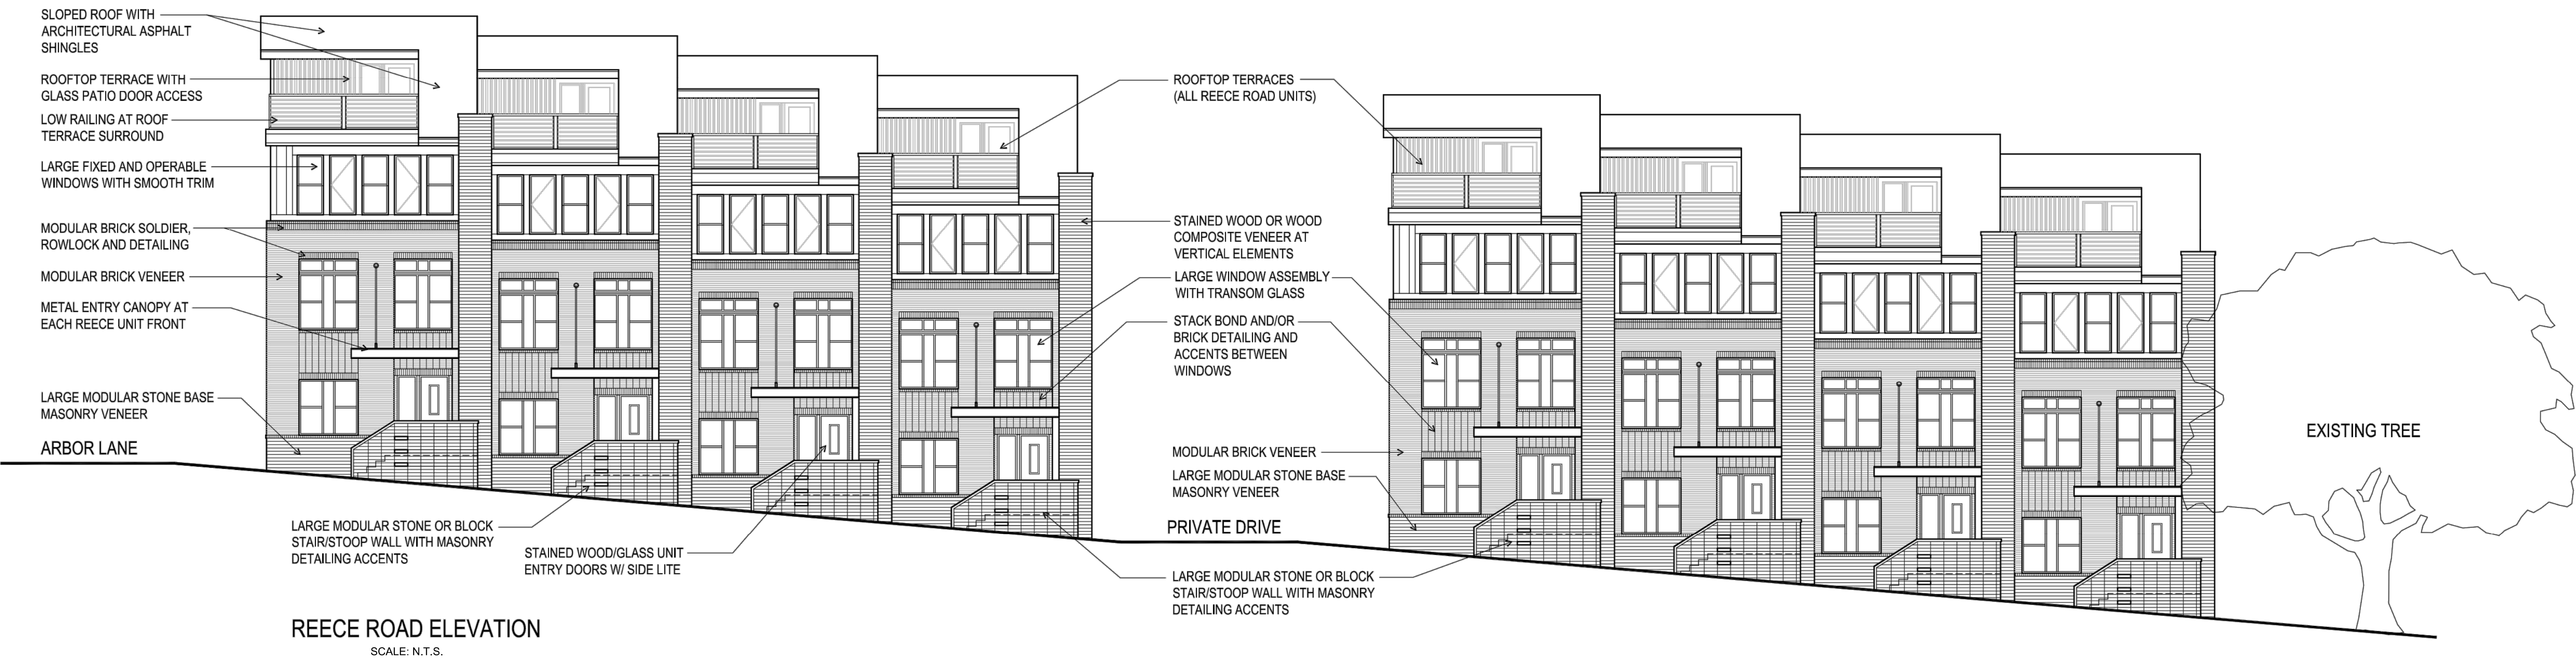 SLOPED ROOF WITH
ARCHITECTURAL ASPHALT
SHINGLES
ROOFTOP TERRACE WITH
GLASS PATIO DOOR ACCESS
LOW RAILING AT ROOF
TERRACE SURROUND
LARGE FIXED AND OPERABLE
WINDOWS WITH SMOOTH TRIM
MODULAR BRICK SOLDIER,
ROWLOCK AND DETAILING
MODULAR BRICK VENEER
METAL ENTRY CANOPY AT
EACH REECE UNIT FRONT
LARGE MODULAR STONE BASE
MASONRY VENEER
ARBOR LANE
LARGE MODULAR STONE OR BLOCK
STAIR/STOOP WALL WITH MASONRY
DETAILING ACCENTS
STAINED WOOD/GLASS UNIT
ENTRY DOORS W/ SIDE LITE
ROOFTOP TERRACES
(ALL REECE ROAD UNITS)
STAINED WOOD OR WOOD
COMPOSITE VENEER AT
VERTICAL ELEMENTS
LARGE WINDOW ASSEMBLY
WITH TRANSOM GLASS
STACK BOND AND/OR
BRICK DETAILING AND
ACCENTS BETWEEN
WINDOWS
MODULAR BRICK VENEER
LARGE MODULAR STONE BASE
MASONRY VENEER
PRIVATE DRIVE
LARGE MODULAR STONE OR BLOCK
STAIR/STOOP WALL WITH MASONRY
DETAILING ACCENTS
EXISTING TREE
REECE ROAD ELEVATION
SCALE: N.T.S.